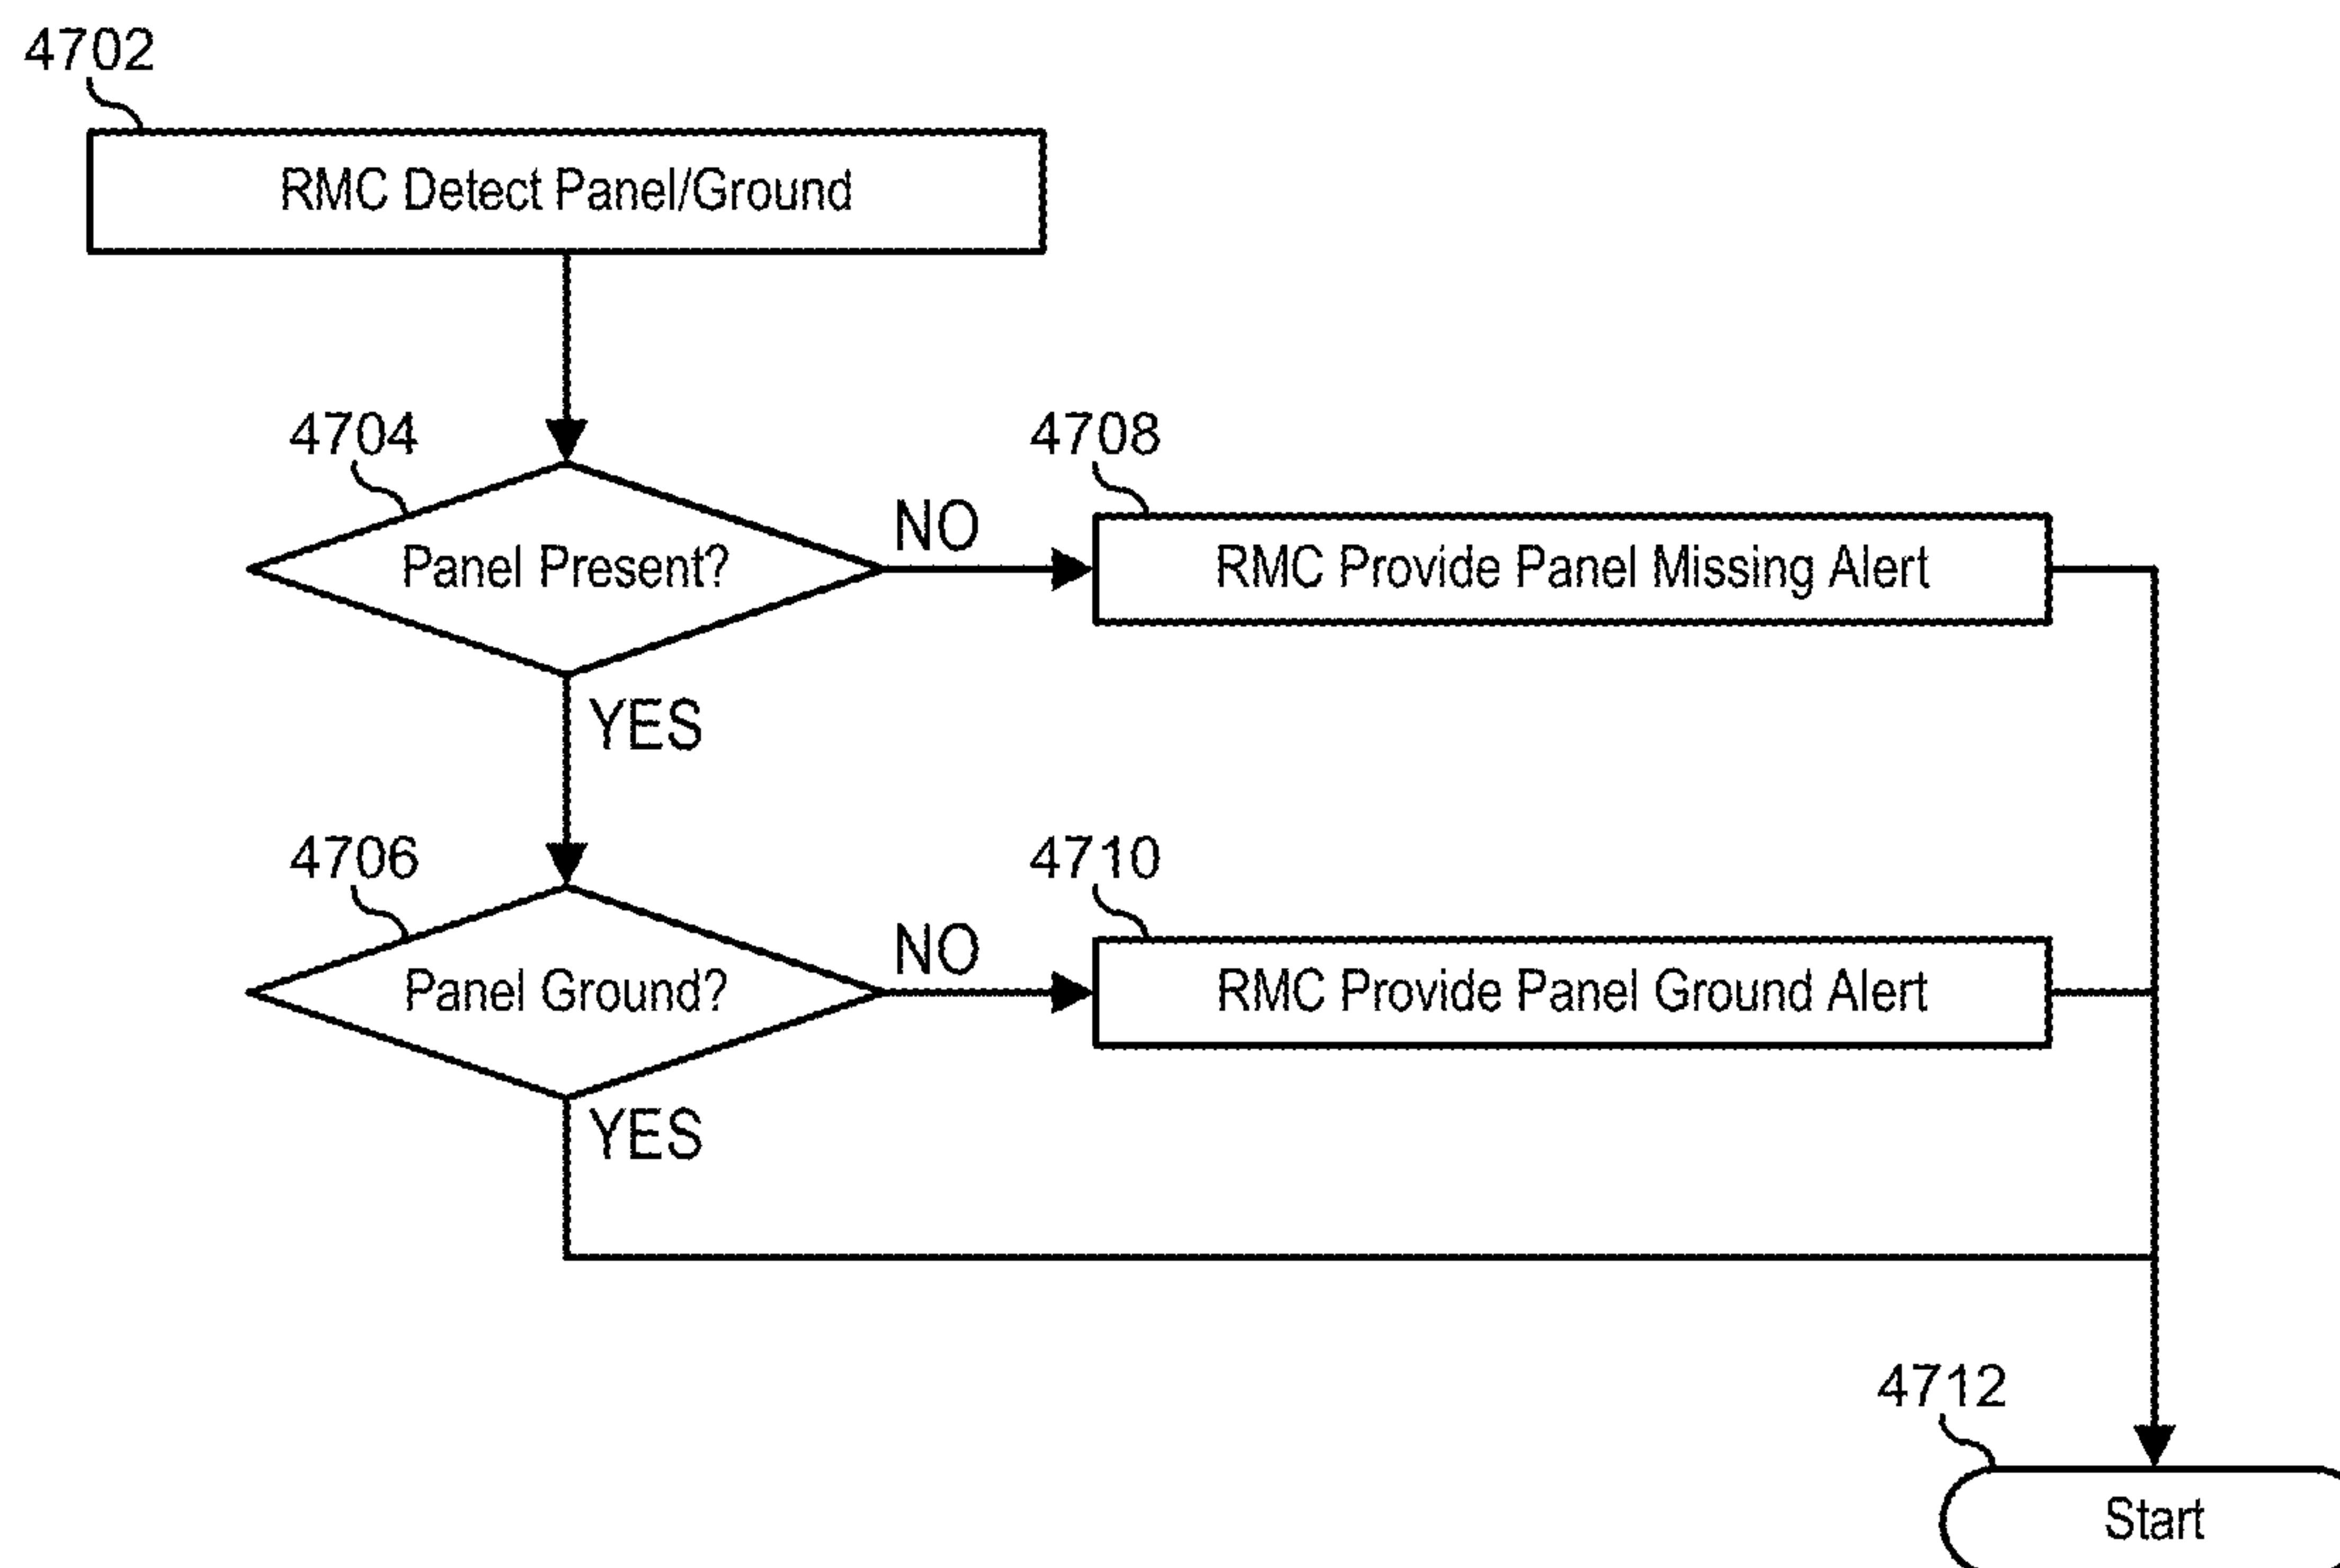 4702
RMC Detect Panel/Ground
4704
Panel Present?
NO
4708
RMC Provide Panel Missing Alert
YES
4706
Panel Ground?
NO
4710
RMC Provide Panel Ground Alert
YES
4712
Start